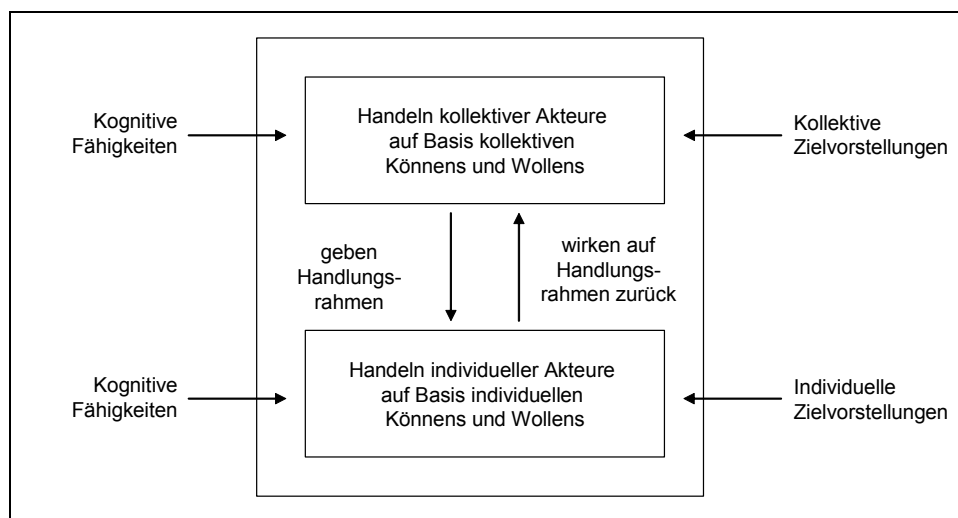 Kognitive
Fähigkeiten
Handeln kollektiver Akteure
auf Basis kollektiven
Könnens und Wollens
Kollektive
Zielvorstellungen
geben
Handlungs-
rahmen
wirken auf
Handlungs-
rahmen zurück
Kognitive
Fähigkeiten
Handeln individueller Akteure
auf Basis individuellen
Könnens und Wollens
Individuelle
Zielvorstellungen